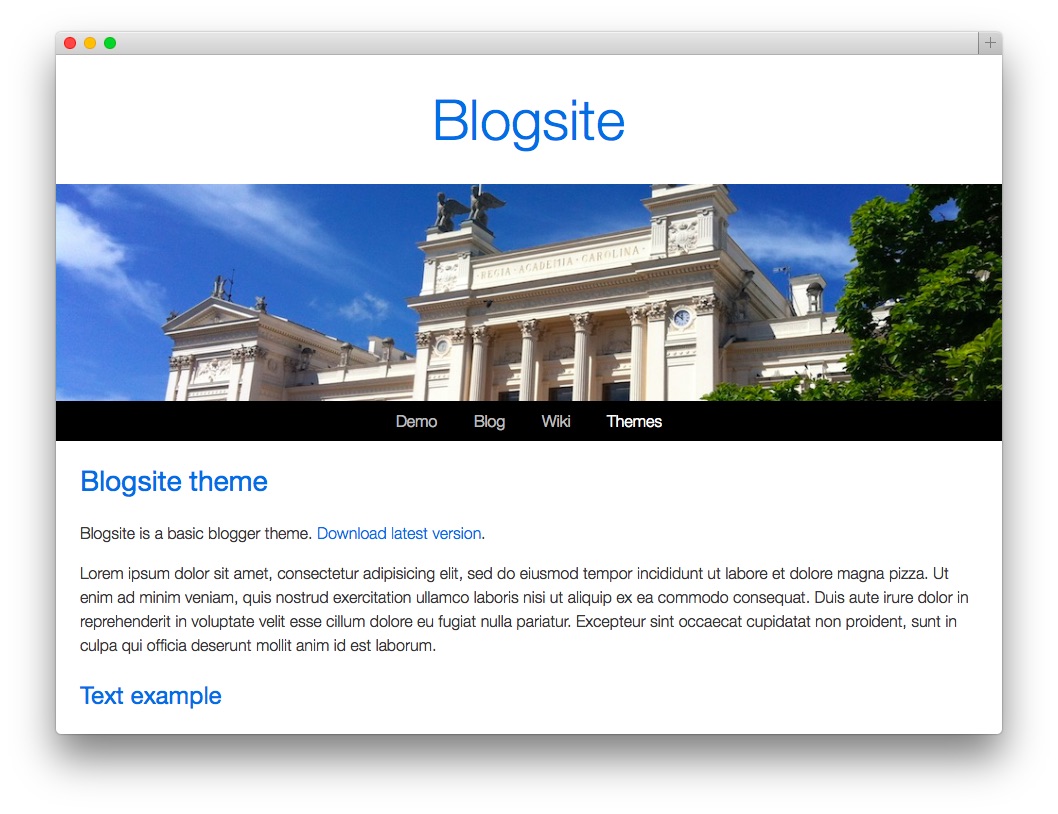 Blogsite
REGIA · ACADEMIA · CAROLINA
Demo Blog Wiki Themes
Blogsite theme
Blogsite is a basic blogger theme. Download latest version.
Lorem ipsum dolor sit amet, consectetur adipisicing elit, sed do eiusmod tempor incididunt ut labore et dolore magna pizza. Ut
enim ad minim veniam, quis nostrud exercitation ullamco laboris nisi ut aliquip ex ea commodo consequat. Duis aute irure dolor in
reprehenderit in voluptate velit esse cillum dolore eu fugiat nulla pariatur. Excepteur sint occaecat cupidatat non proident, sunt in
culpa qui officia deserunt mollit anim id est laborum.
Text example